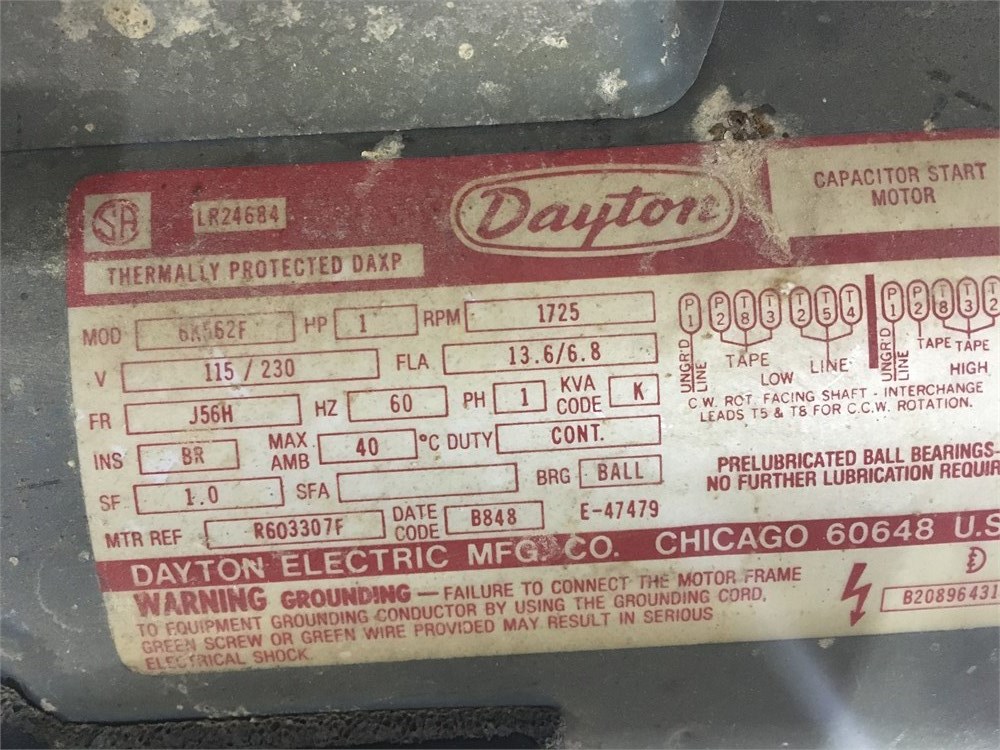 SA
LR24684
Dayton
CAPACITOR START
MOTOR
THERMALLY PROTECTED DAXP
MOD 6K562F HP 1 RPM 1725
V 115 / 230 FLA 13.6/6.8
FR J56H HZ 60 PH 1 KVA CODE K
INS BR MAX AMB 40 °C DUTY CONT.
SF 1.0 SFA BRG BALL
MTR REF R603307F DATE CODE B848 E-47479
P1 P2 T8 T3 T2 T5 T4 P1 P2 T8 T3 T2
UNGR'D LINE TAPE LINE UNGR'D LINE TAPE TAPE
LOW HIGH
C.W. ROT. FACING SHAFT - INTERCHANGE
LEADS T5 & T8 FOR C.C.W. ROTATION.
PRELUBRICATED BALL BEARINGS-
NO FURTHER LUBRICATION REQUIR
DAYTON ELECTRIC MFG. CO. CHICAGO 60648 U.S
WARNING GROUNDING — FAILURE TO CONNECT THE MOTOR FRAME
TO EQUIPMENT GROUNDING CONDUCTOR BY USING THE GROUNDING CORD,
GREEN SCREW OR GREEN WIRE PROVIDED MAY RESULT IN SERIOUS
ELECTRICAL SHOCK
B20896431